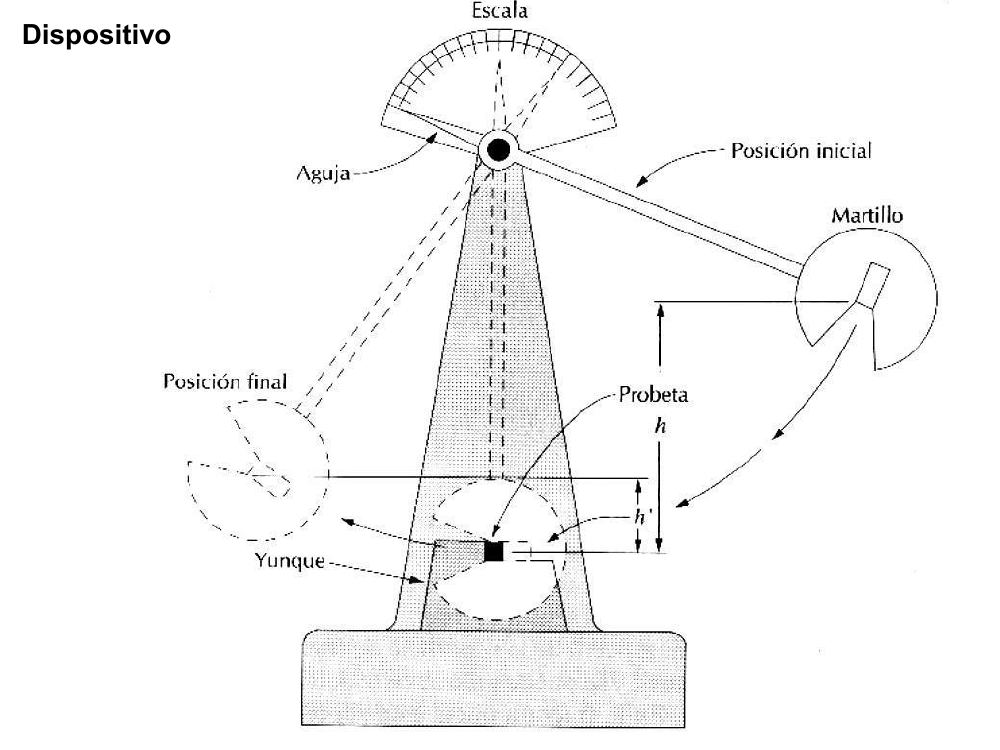 Dispositivo
Escala
Aguja
Posición inicial
Martillo
Posición final
Probeta
h
h'
Yunque